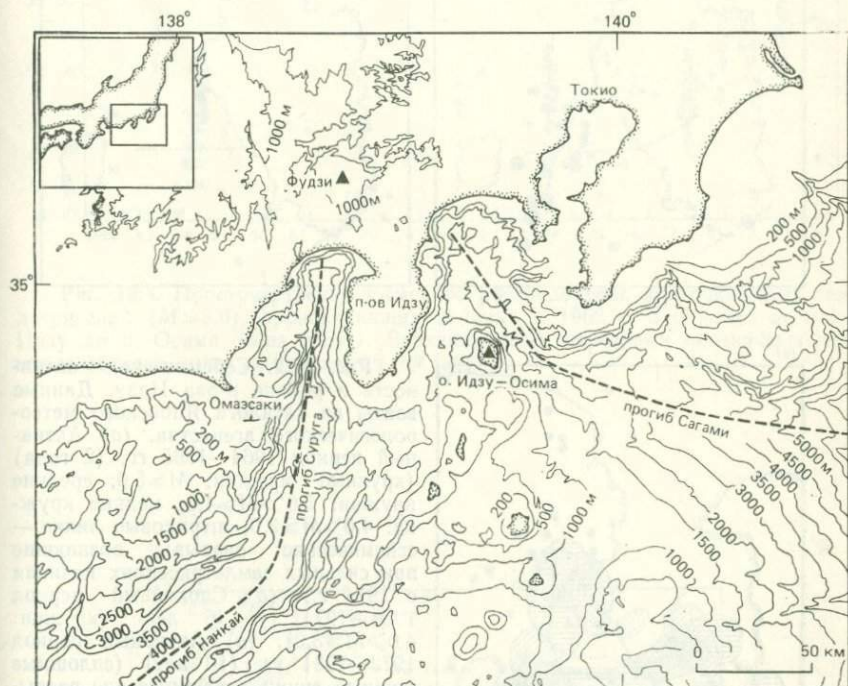 138°
140°
1000 м
Токио
Фудзи
1000м
200 м
500
1000
35°
п-ов Идзу
о. Идзу—Осима
Омаэсаки
прогиб Суруга
прогиб Сагами
200 м
500
1000
1500
2000
2500
3000
3500
4000
прогиб Нанкай
200
500
1000 м
5000 м
4500
4000
3500
3000
2000
1500
1000
0
50 км